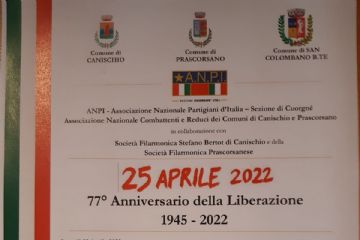 Comune di
CANISCHIO
Comune di
PRASCORSANO
Comune di SAN
COLOMBANO B.TE
A.N.P.I.
ANPI - Associazione Nazionale Partigiani d'Italia – Sezione di Cuorgnè
Associazione Nazionale Combattenti e Reduci dei Comuni di Canischio e Prascorsano
in collaborazione con
Società Filarmonica Stefano Bertot di Canischio e della
Società Filarmonica Prascorsanese
25 APRILE 2022
77° Anniversario della Liberazione
1945 - 2022